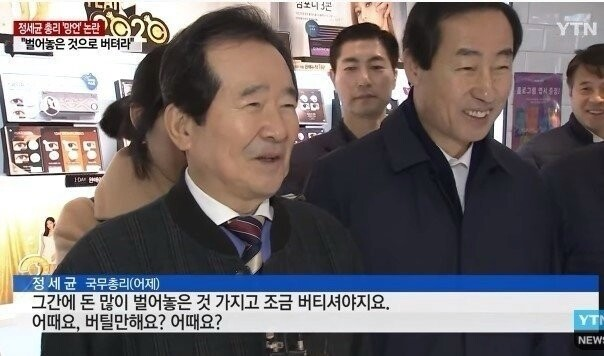 정세균 총리 '망언' 논란
"벌어놓은 것으로 버텨라"
YTN
1-DAY
정 세 균 국무총리(어제)
그간에 돈 많이 벌어놓은 것 가지고 조금 버티셔야지요.
어때요, 버틸만해요? 어때요?
YTN
NEWS